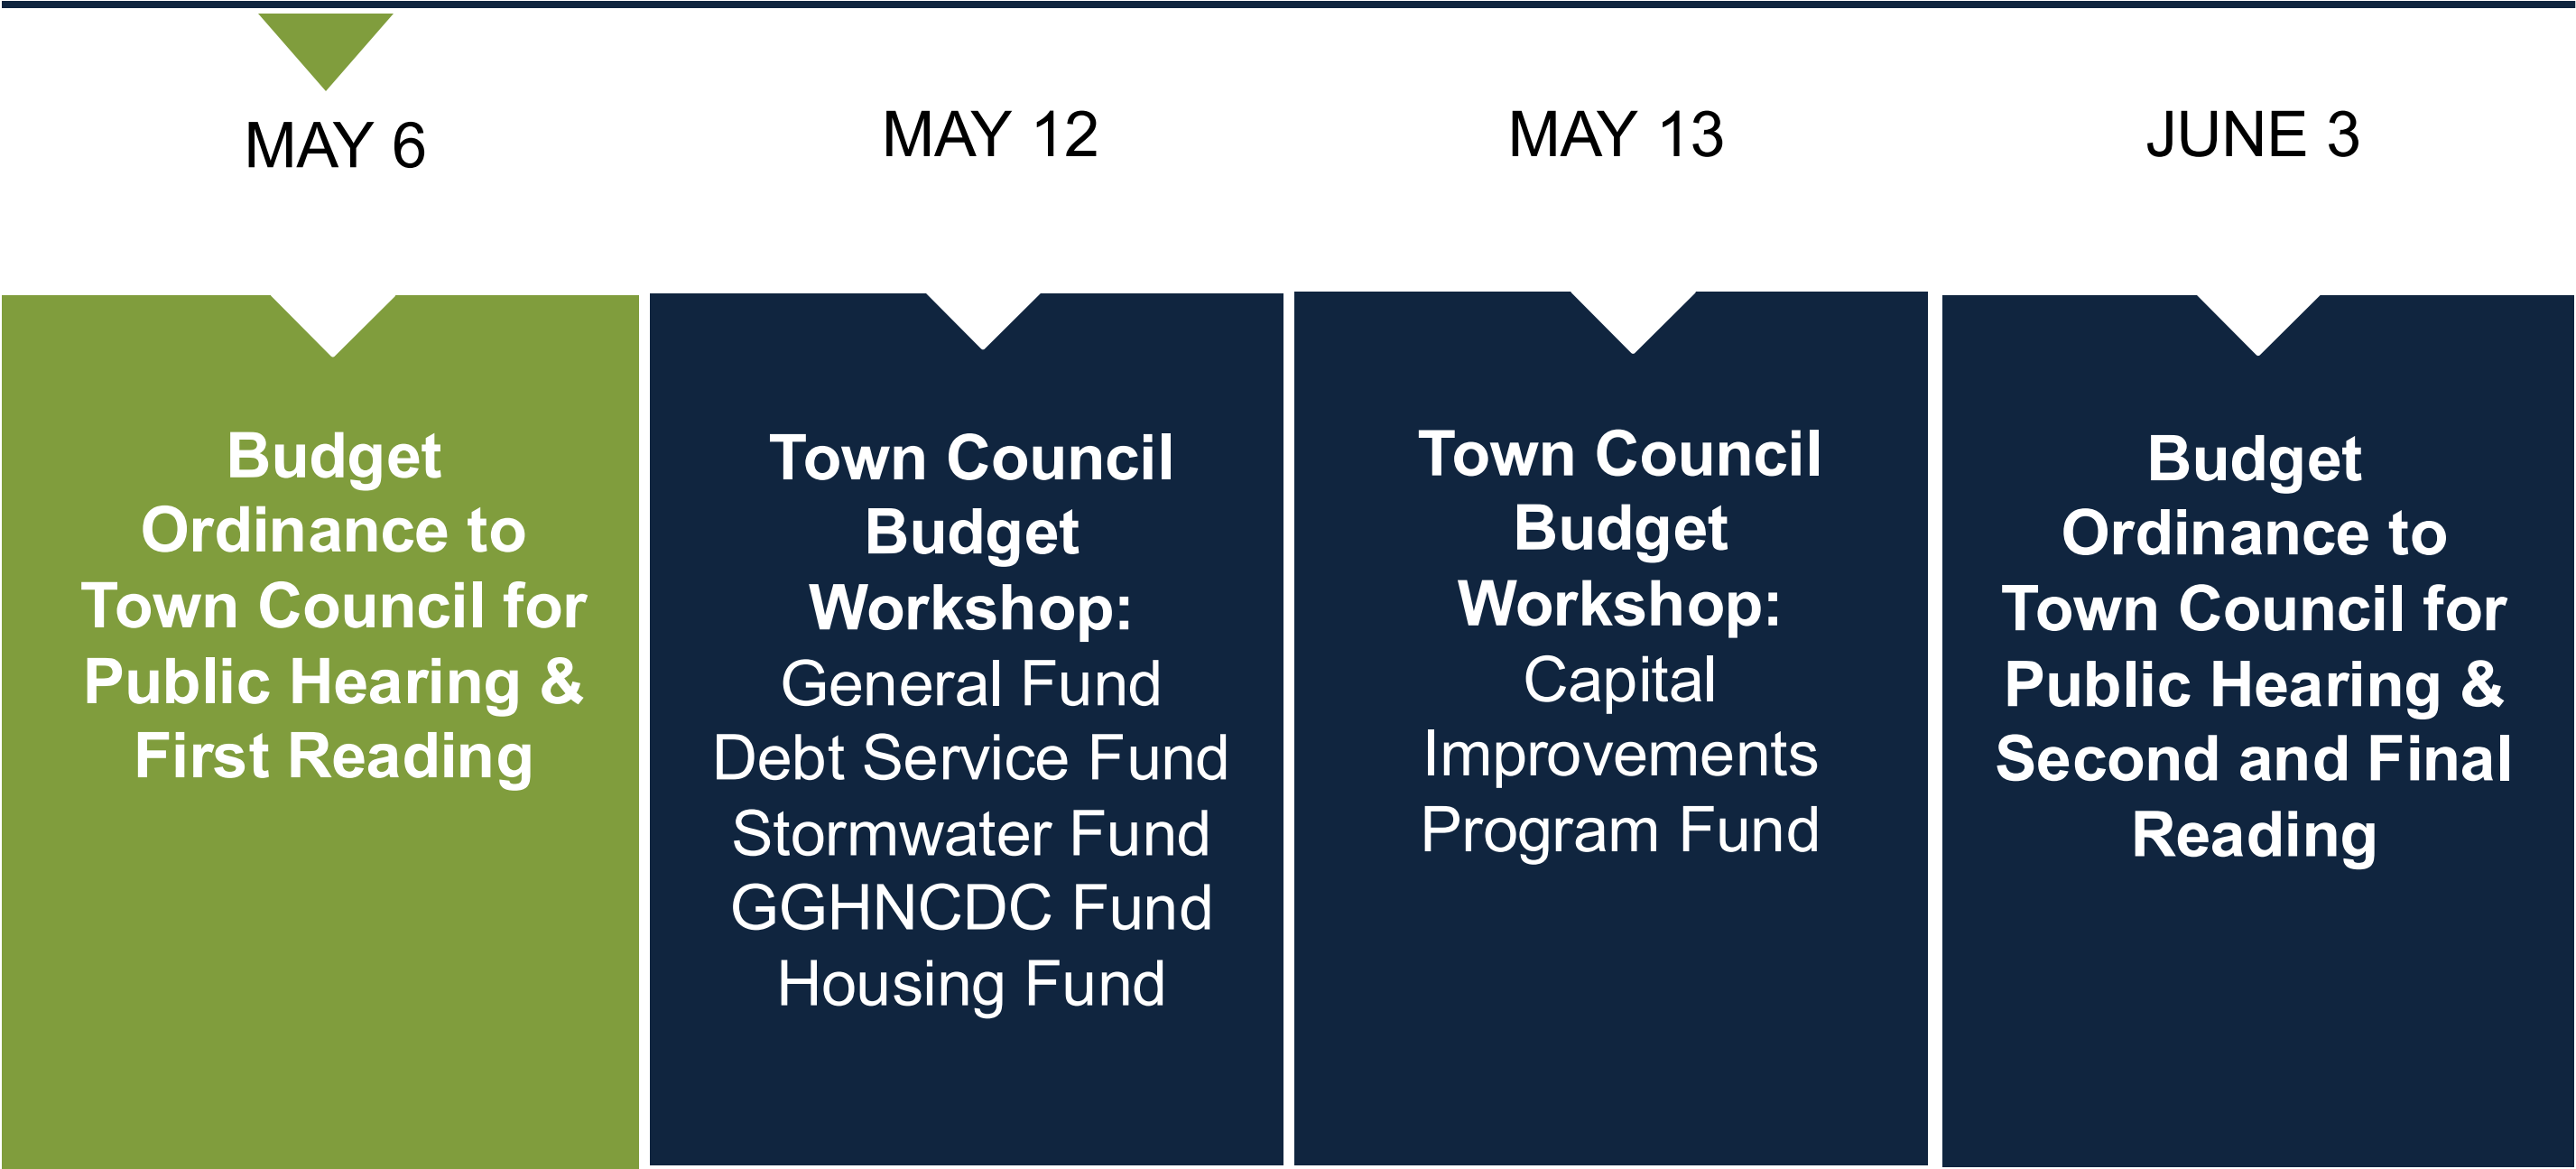 MAY 6
MAY 12
MAY 13
JUNE 3
Budget
Ordinance to
Town Council for
Public Hearing &
First Reading
Town Council
Budget
Workshop:
General Fund
Debt Service Fund
Stormwater Fund
GGHNCDC Fund
Housing Fund
Town Council
Budget
Workshop:
Capital
Improvements
Program Fund
Budget
Ordinance to
Town Council for
Public Hearing &
Second and Final
Reading